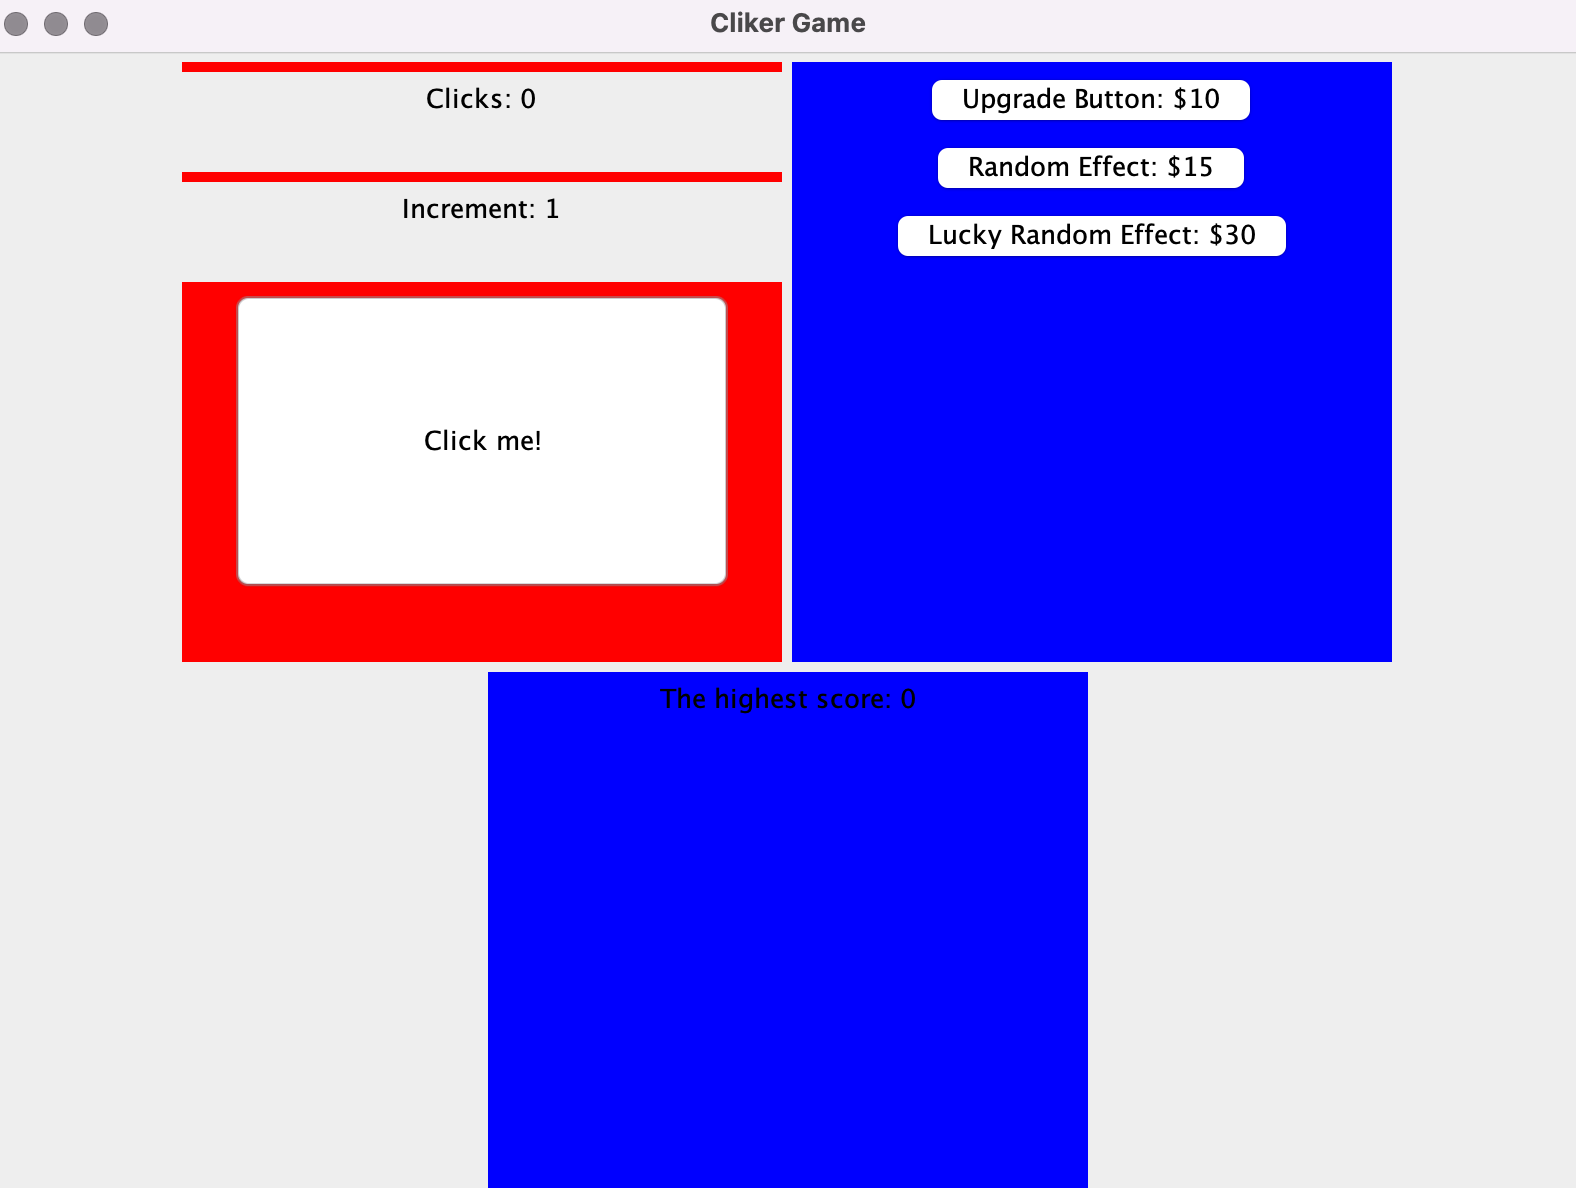 Cliker Game
Clicks: 0
Increment: 1
Click me!
Upgrade Button: $10
Random Effect: $15
Lucky Random Effect: $30
The highest score: 0